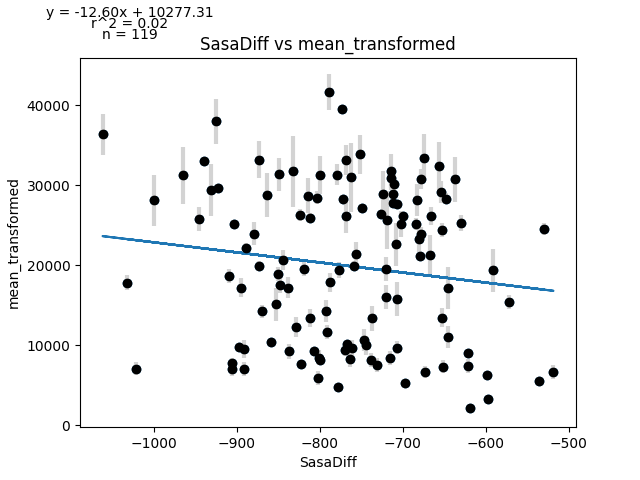 y = -12.60x + 10277.31
r^2 = 0.02
n = 119
SasaDiff vs mean_transformed
mean_transformed
40000
30000
20000
10000
0
−1000
−900
−800
−700
−600
−500
SasaDiff